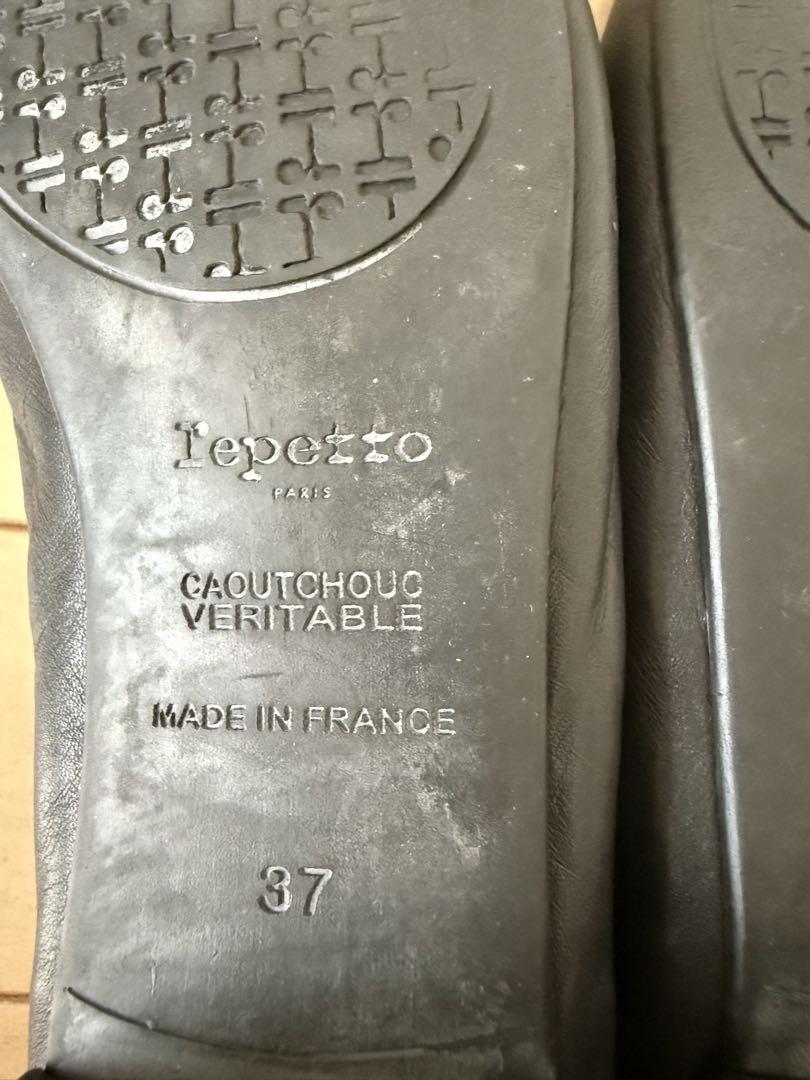 repetto
PARIS
CAOUTCHOUC
VERITABLE
MADE IN FRANCE
37